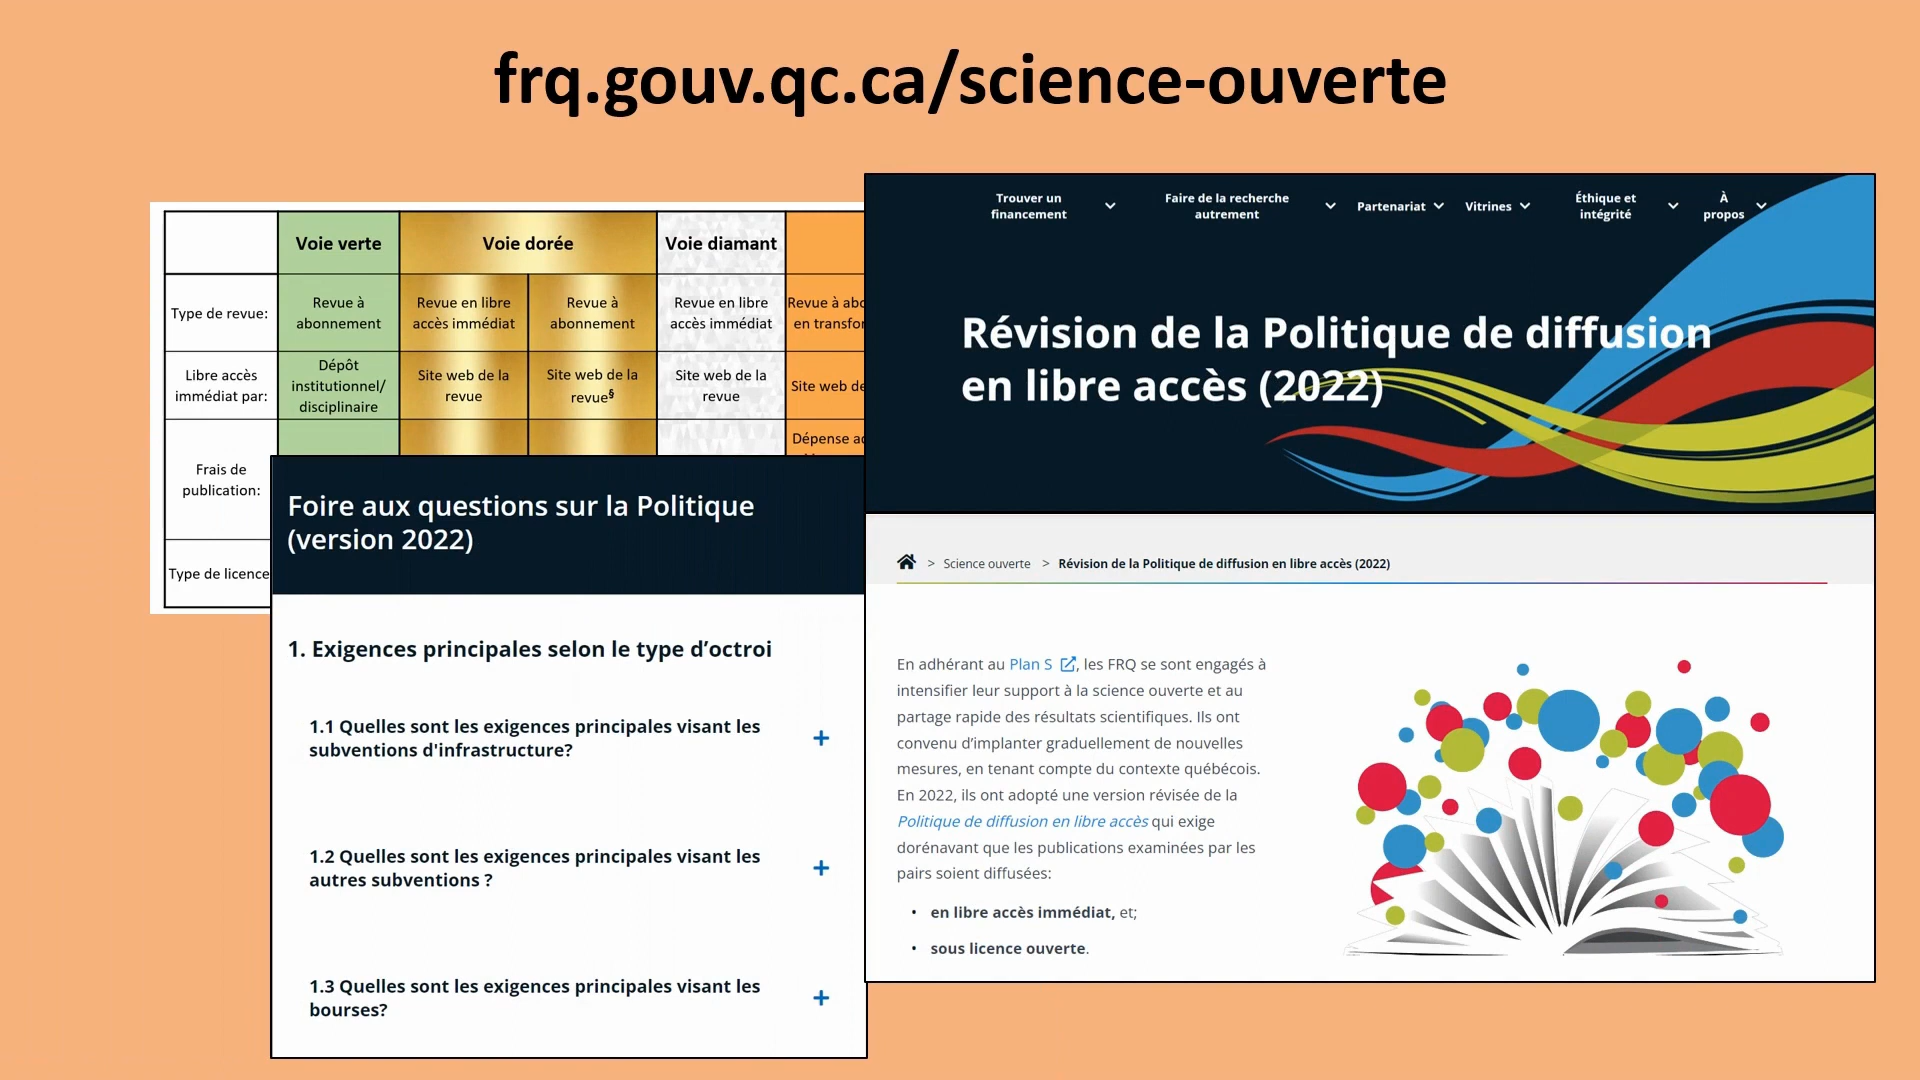 frq.gouv.qc.ca/science-ouverte
Voie verte
Voie dorée
Voie diamant
Type de revue:
Revue à
abonnement
Revue en libre
accès immédiat
Revue à
abonnement
Revue en libre
accès immédiat
Revue à abo
en transfor
Libre accès
immédiat par:
Dépôt
institutionnel/
disciplinaire
Site web de la
revue
Site web de la
revue§
Site web de la
revue
Site web de
Frais de
publication:
Dépense ad
Type de licence
Foire aux questions sur la Politique
(version 2022)
1. Exigences principales selon le type d’octroi
1.1 Quelles sont les exigences principales visant les
subventions d'infrastructure?
+
1.2 Quelles sont les exigences principales visant les
autres subventions ?
+
1.3 Quelles sont les exigences principales visant les
bourses?
+
Trouver un
financement
Faire de la recherche
autrement
Partenariat
Vitrines
Éthique et
intégrité
À
propos
Révision de la Politique de diffusion
en libre accès (2022)
> Science ouverte > Révision de la Politique de diffusion en libre accès (2022)
En adhérant au Plan S , les FRQ se sont engagés à
intensifier leur support à la science ouverte et au
partage rapide des résultats scientifiques. Ils ont
convenu d’implanter graduellement de nouvelles
mesures, en tenant compte du contexte québécois.
En 2022, ils ont adopté une version révisée de la
Politique de diffusion en libre accès qui exige
dorénavant que les publications examinées par les
pairs soient diffusées:
• en libre accès immédiat, et;
• sous licence ouverte.